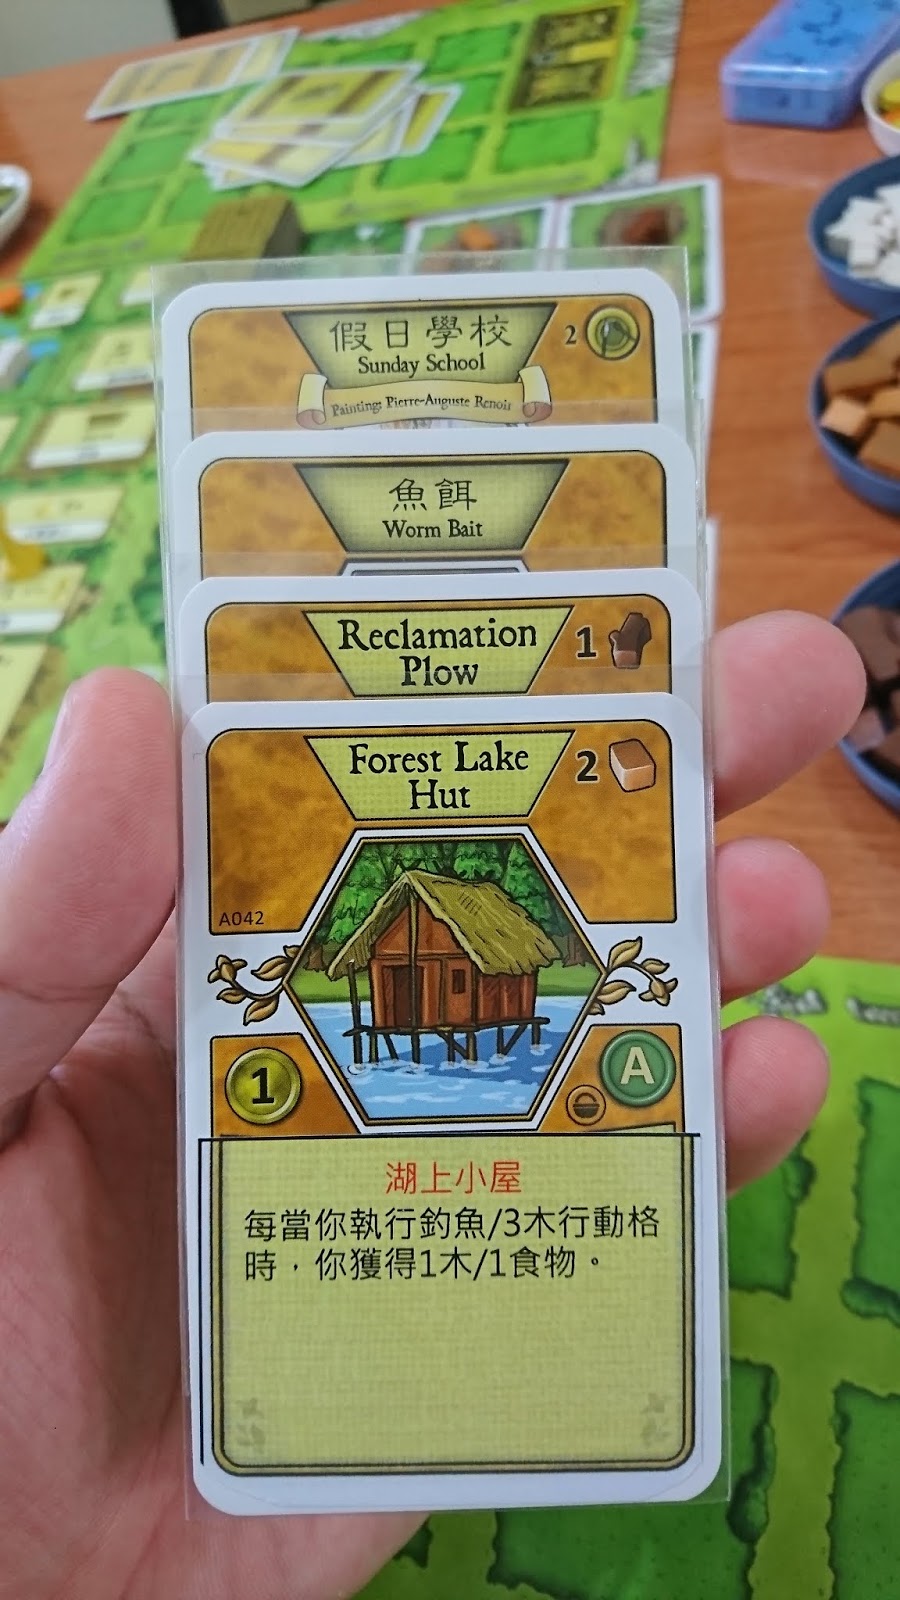 假日學校
2
Sunday School
Painting: Pierre-Auguste Renoir
魚餌
Worm Bait
Reclamation
Plow
1
Forest Lake
Hut
2
A042
1
A
湖上小屋
每當你執行釣魚/3木行動格
時，你獲得1木/1食物。